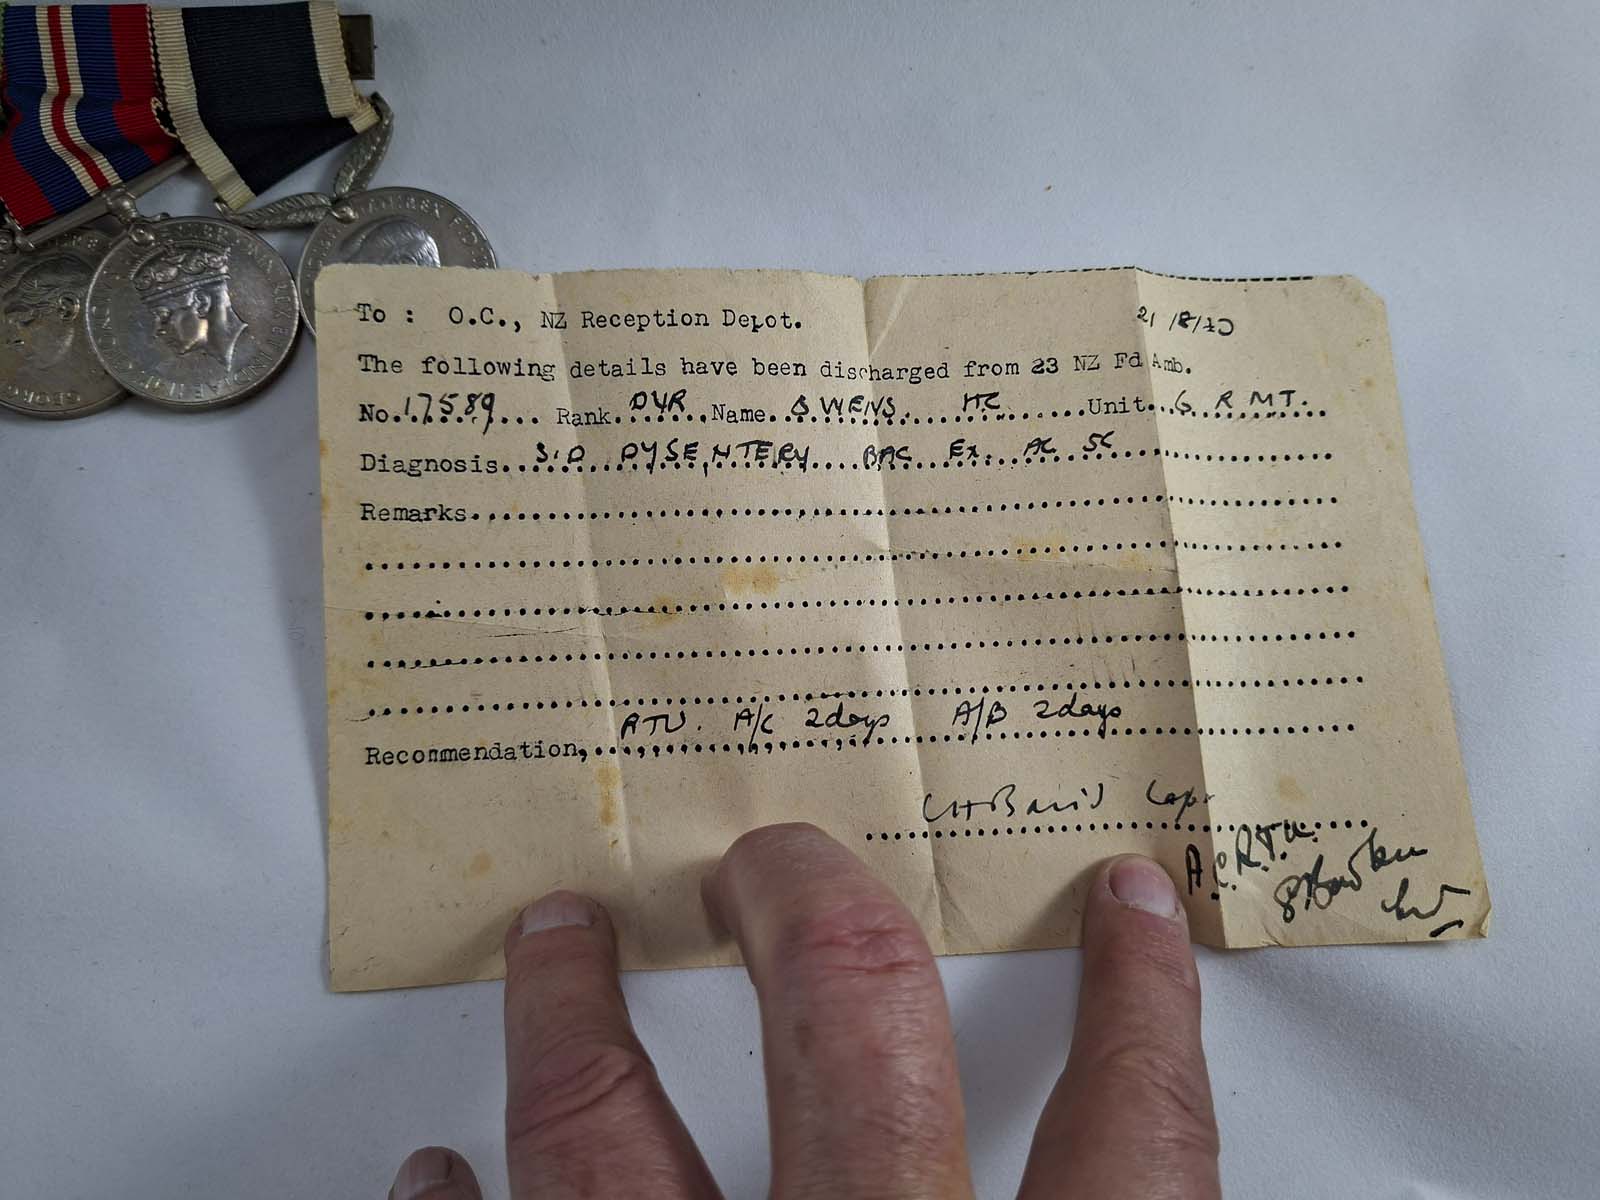 To : O.C., NZ Reception Depot.
21/8/43
The following details have been discharged from 23 NZ Fd Amb.
No.17589... Rank DVR Name OWENS HC Unit 6 RMT.
Diagnosis S.D DYSENTERY BAC Ex. AC SC
Remarks
Recommendation, RTU. A/C 2days A/B 2days
CHBaird Capt
A.C.R.T.U.